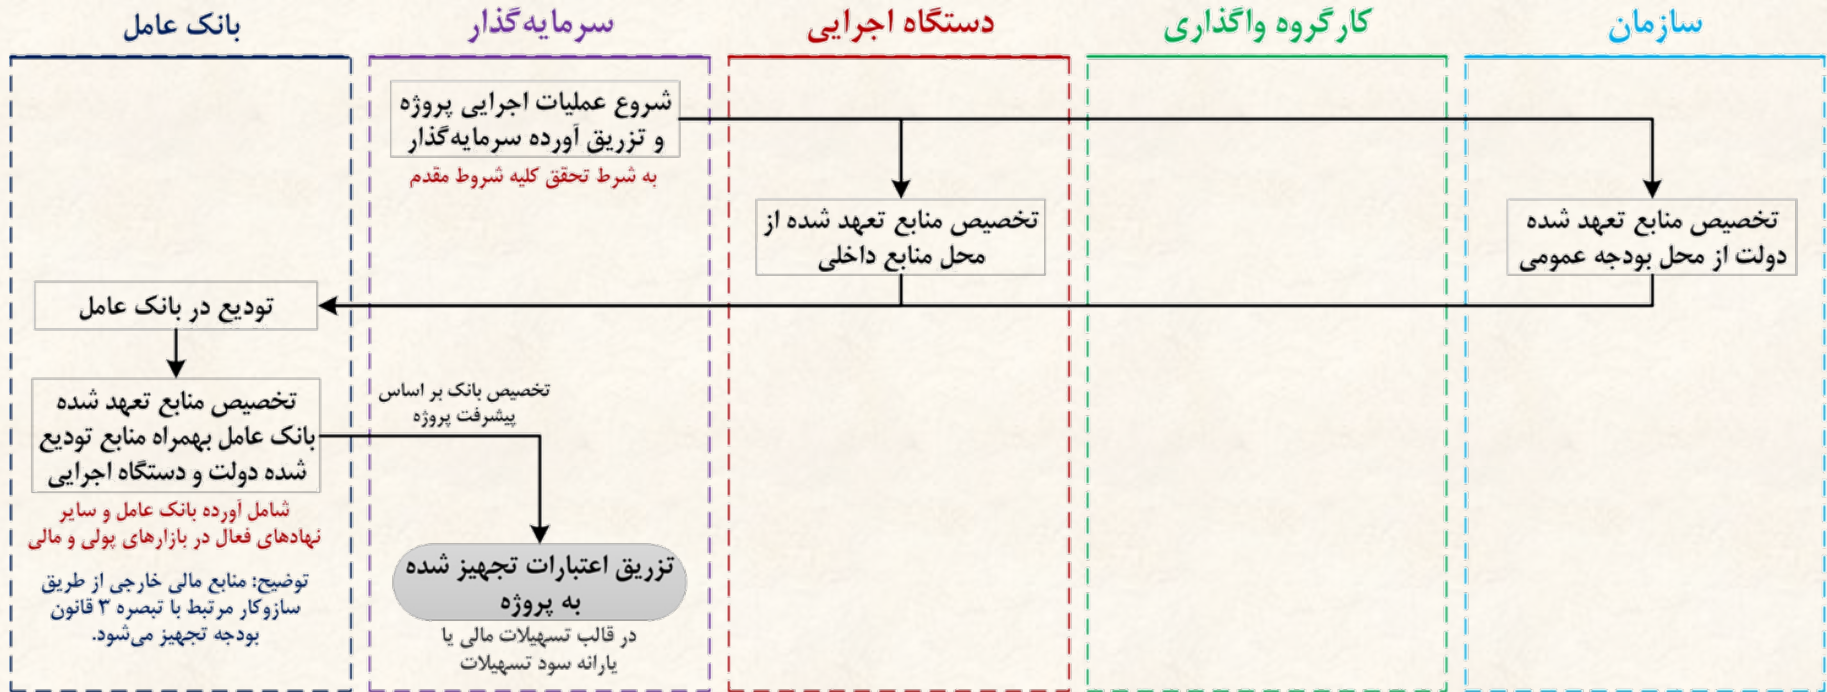 سازمان
کارگروه واگذاری
دستگاه اجرایی
سرمایه‌گذار
بانک عامل
شروع عملیات اجرایی پروژه
و تزریق آورده سرمایه‌گذار
به شرط تحقق کلیه شروط مقدم
تخصیص منابع تعهد شده
دولت از محل بودجه عمومی
تخصیص منابع تعهد شده از
محل منابع داخلی
تودیع در بانک عامل
تخصیص منابع تعهد شده
بانک عامل بهمراه منابع تودیع
شده دولت و دستگاه اجرایی
شامل آورده بانک عامل و سایر
نهادهای فعال در بازارهای پولی و مالی
توضیح: منابع مالی خارجی از طریق
سازوکار مرتبط با تبصره ۳ قانون
بودجه تجهیز می‌شود.
تخصیص بانک بر اساس
پیشرفت پروژه
تزریق اعتبارات تجهیز شده
به پروژه
در قالب تسهیلات مالی یا
یارانه سود تسهیلات